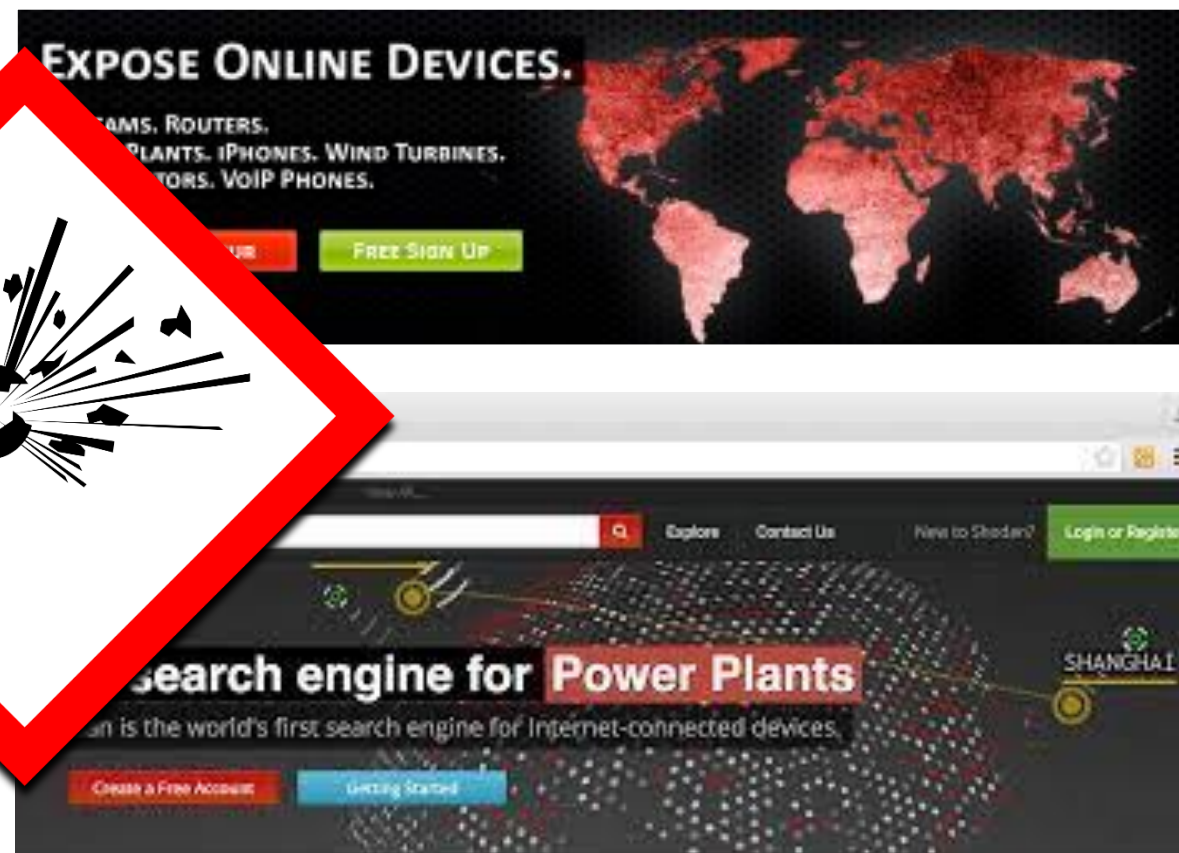 EXPOSE ONLINE DEVICES.
AMS. ROUTERS.
PLANTS. IPHONES. WIND TURBINES.
TORS. VOIP PHONES.
UR
FREE SIGN UP
Explore
Contact Us
New to Shodan?
Login or Registe
search engine for Power Plants
an is the world's first search engine for Internet-connected devices.
SHANGHAI
Create a Free Account
Getting Started